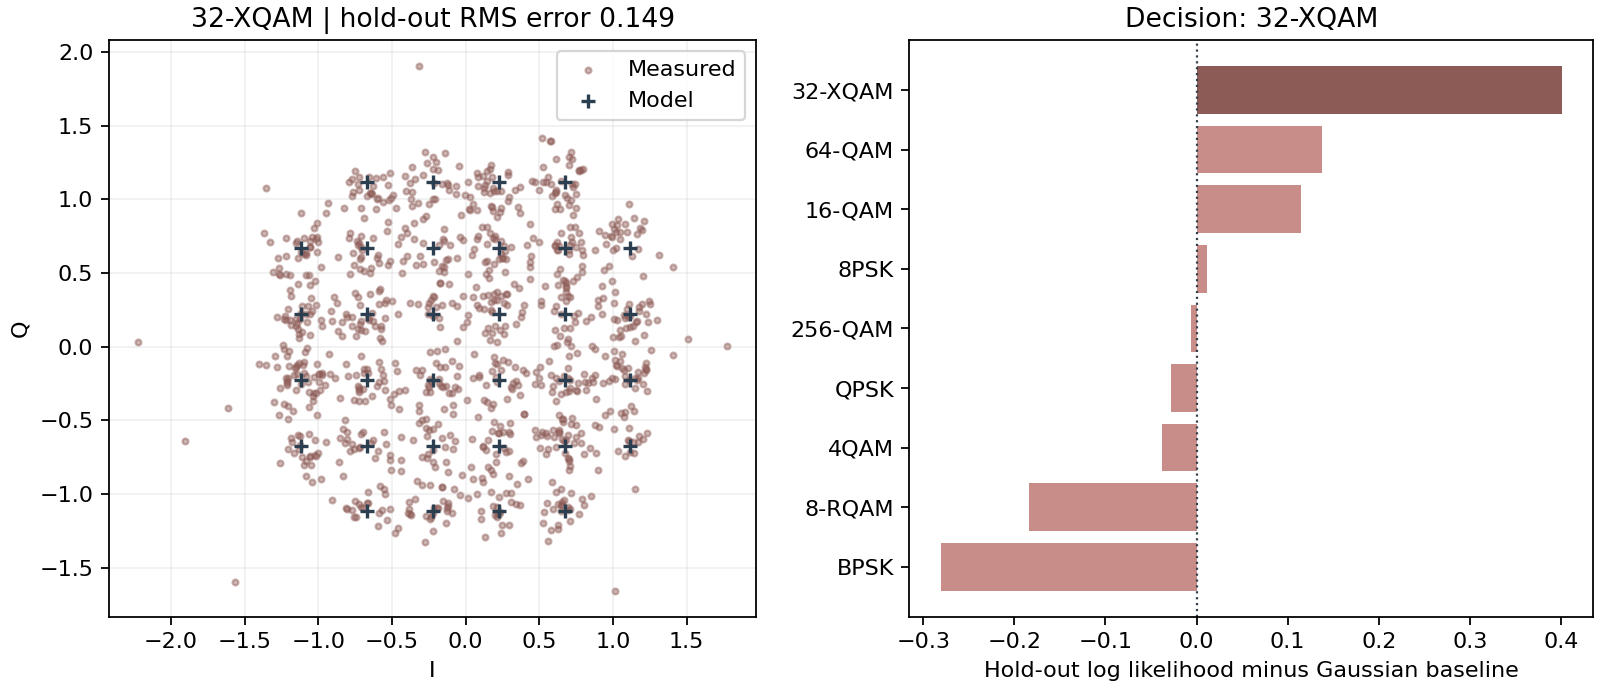 32-XQAM | hold-out RMS error 0.149
Measured
Model
2.0
1.5
1.0
0.5
0.0
−0.5
−1.0
−1.5
Q
−2.0 −1.5 −1.0 −0.5 0.0 0.5 1.0 1.5
I
Decision: 32-XQAM
32-XQAM
64-QAM
16-QAM
8PSK
256-QAM
QPSK
4QAM
8-RQAM
BPSK
−0.3 −0.2 −0.1 0.0 0.1 0.2 0.3 0.4
Hold-out log likelihood minus Gaussian baseline